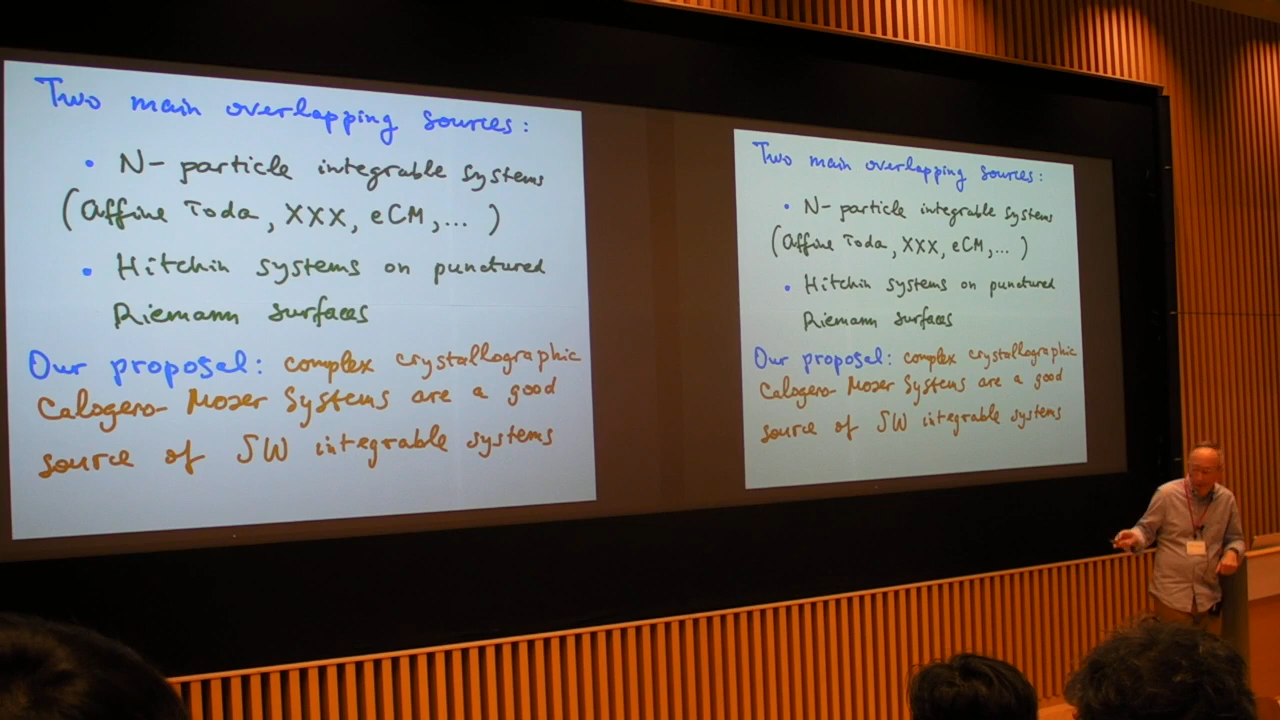 Two main overlapping sources:
• N-particle integrable systems
(Affine Toda, XXX, eCM,... )
• Hitchin systems on punctured
Riemann surfaces
Our proposal: complex crystallographic
Calogero-Moser Systems are a good
source of SW integrable systems
Two main overlapping sources:
• N-particle integrable systems
(Affine Toda, XXX, eCM,... )
• Hitchin systems on punctured
Riemann surfaces
Our proposal: complex crystallographic
Calogero-Moser Systems are a good
source of SW integrable systems